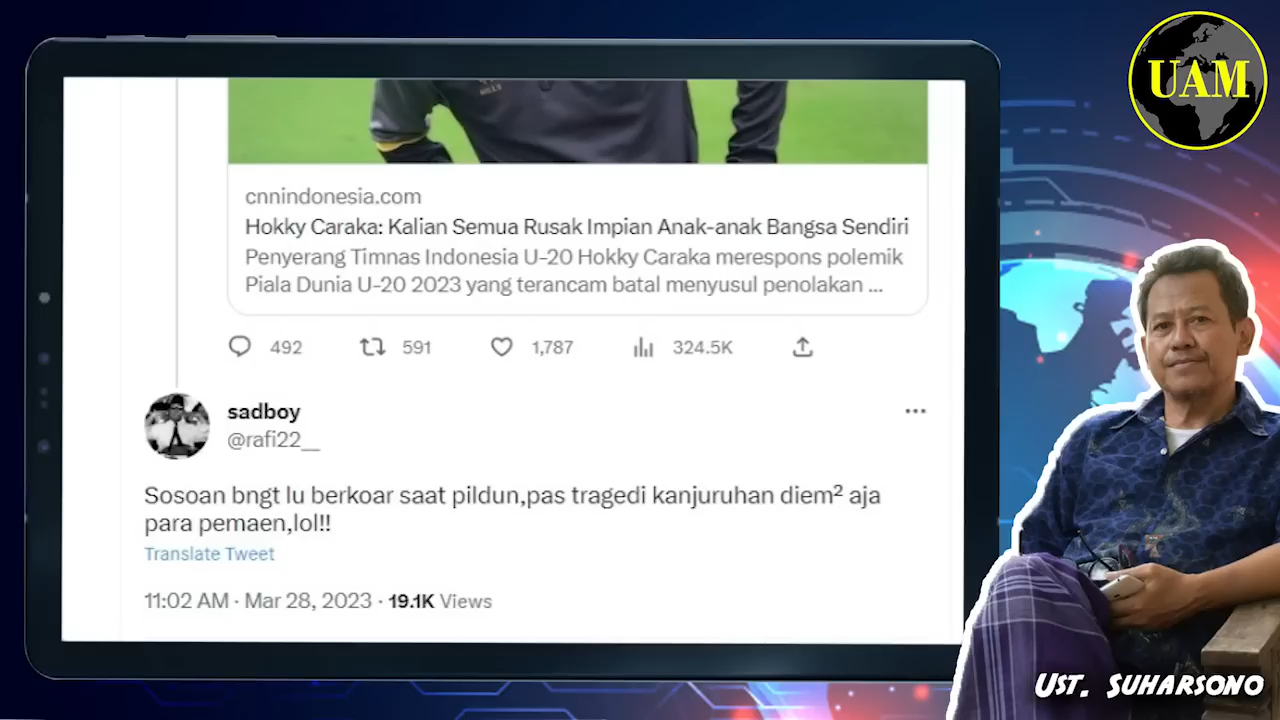 UAM
cnnindonesia.com
Hokky Caraka: Kalian Semua Rusak Impian Anak-anak Bangsa Sendiri
Penyerang Timnas Indonesia U-20 Hokky Caraka merespons polemik
Piala Dunia U-20 2023 yang terancam batal menyusul penolakan ...
492 591 1,787 324.5K
sadboy
@rafi22__
Sosoan bngt lu berkoar saat pildun,pas tragedi kanjuruhan diem² aja
para pemaen,lol!!
Translate Tweet
11:02 AM · Mar 28, 2023 · 19.1K Views
UST. SUHARSONO